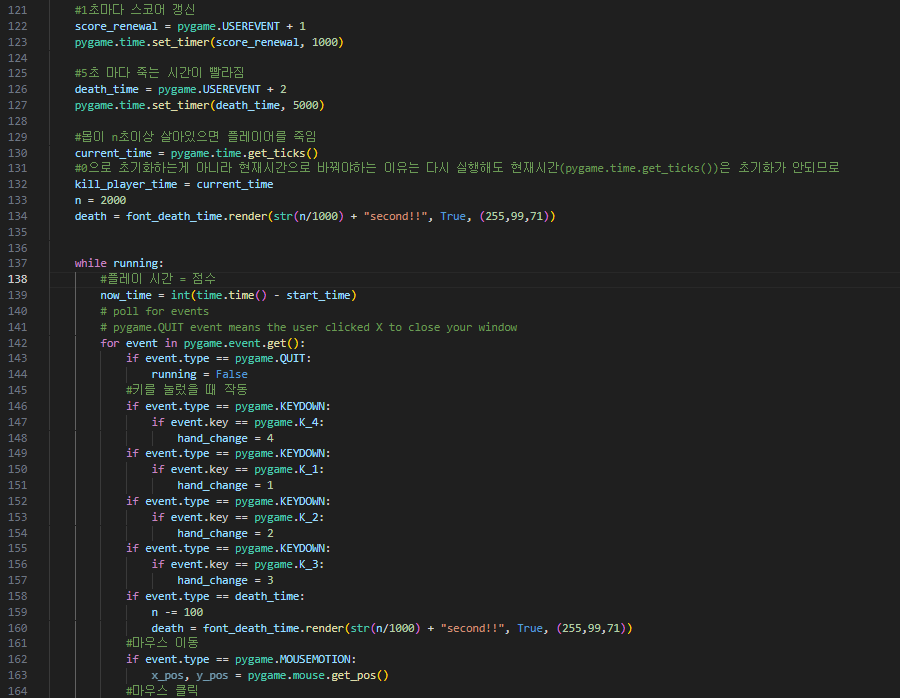 121 #1초마다 스코어 갱신
122 score_renewal = pygame.USEREVENT + 1
123 pygame.time.set_timer(score_renewal, 1000)
124
125 #5초 마다 죽는 시간이 빨라짐
126 death_time = pygame.USEREVENT + 2
127 pygame.time.set_timer(death_time, 5000)
128
129 #몹이 n초이상 살아있으면 플레이어를 죽임
130 current_time = pygame.time.get_ticks()
131 #0으로 초기화하는게 아니라 현재시간으로 바꿔야하는 이유는 다시 실행해도 현재시간(pygame.time.get_ticks())은 초기화가 안되므로
132 kill_player_time = current_time
133 n = 2000
134 death = font_death_time.render(str(n/1000) + "second!!", True, (255,99,71))
135
136
137 while running:
138 #플레이 시간 = 점수
139 now_time = int(time.time() - start_time)
140 # poll for events
141 # pygame.QUIT event means the user clicked X to close your window
142 for event in pygame.event.get():
143 if event.type == pygame.QUIT:
144 running = False
145 #키를 눌렀을 때 작동
146 if event.type == pygame.KEYDOWN:
147 if event.key == pygame.K_4:
148 hand_change = 4
149 if event.type == pygame.KEYDOWN:
150 if event.key == pygame.K_1:
151 hand_change = 1
152 if event.type == pygame.KEYDOWN:
153 if event.key == pygame.K_2:
154 hand_change = 2
155 if event.type == pygame.KEYDOWN:
156 if event.key == pygame.K_3:
157 hand_change = 3
158 if event.type == death_time:
159 n -= 100
160 death = font_death_time.render(str(n/1000) + "second!!", True, (255,99,71))
161 #마우스 이동
162 if event.type == pygame.MOUSEMOTION:
163 x_pos, y_pos = pygame.mouse.get_pos()
164 #마우스 클릭